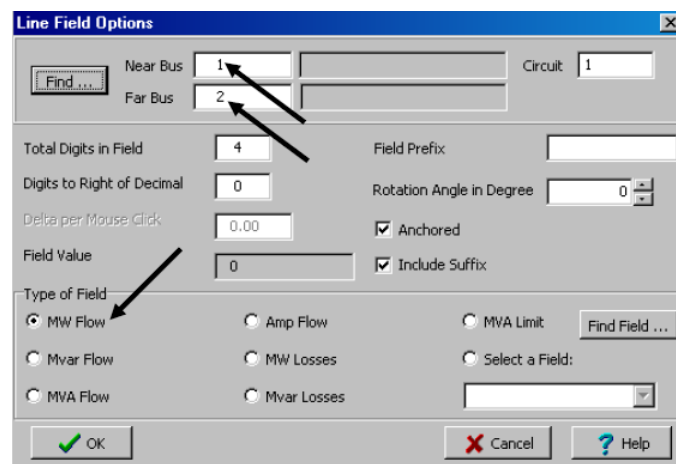 Line Field Options
Near Bus 1 Circuit 1
Find ...
Far Bus 2
Total Digits in Field 4 Field Prefix
Digits to Right of Decimal 0 Rotation Angle in Degree 0
Delta per Mouse Click 0.00 Anchored
Field Value 0 Include Suffix
Type of Field
MW Flow Amp Flow MVA Limit Find Field ...
Mvar Flow MW Losses Select a Field:
MVA Flow Mvar Losses
OK Cancel ? Help